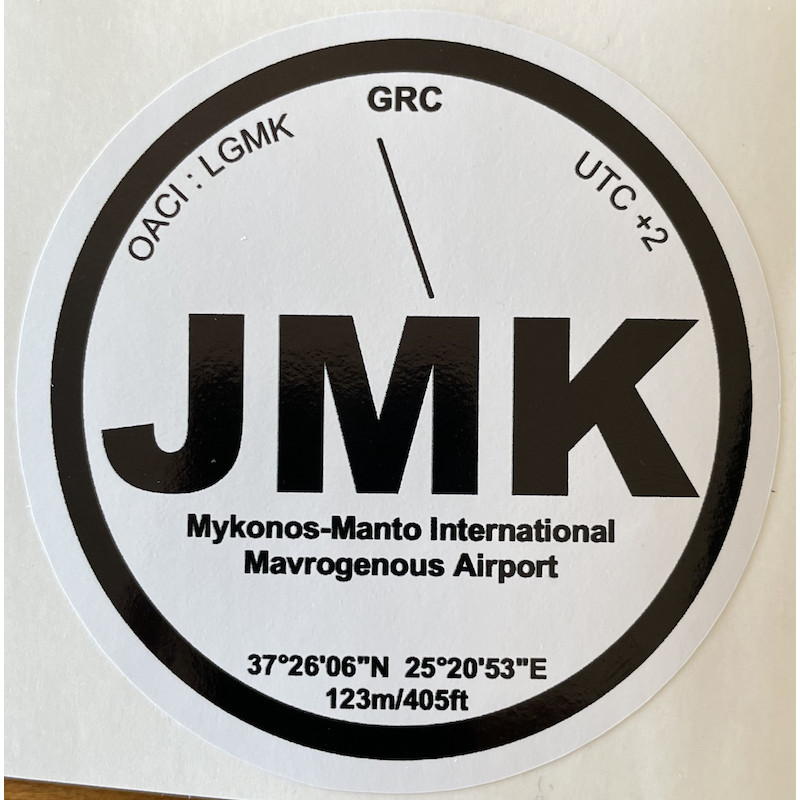 GRC
OACI : LGMK
UTC +2
JMK
Mykonos-Manto International
Mavrogenous Airport
37°26'06"N 25°20'53"E
123m/405ft